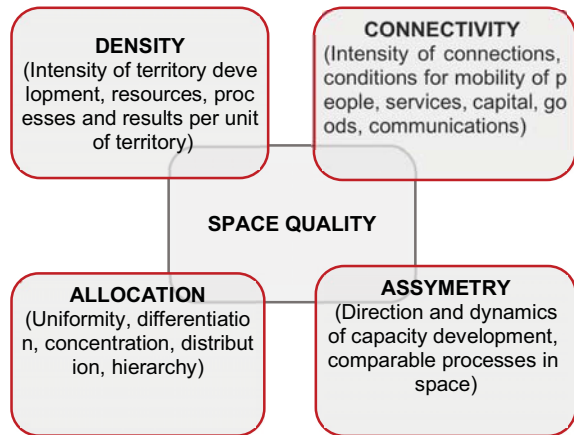 DENSITY
(Intensity of territory deve
lopment, resources, proc
esses and results per unit
of territory)
CONNECTIVITY
(Intensity of connections,
conditions for mobility of p
eople, services, capital, go
ods, communications)
SPACE QUALITY
ALLOCATION
(Uniformity, differentiatio
n, concentration, distribut
ion, hierarchy)
ASSYMETRY
(Direction and dynamics
of capacity development,
comparable processes in
space)